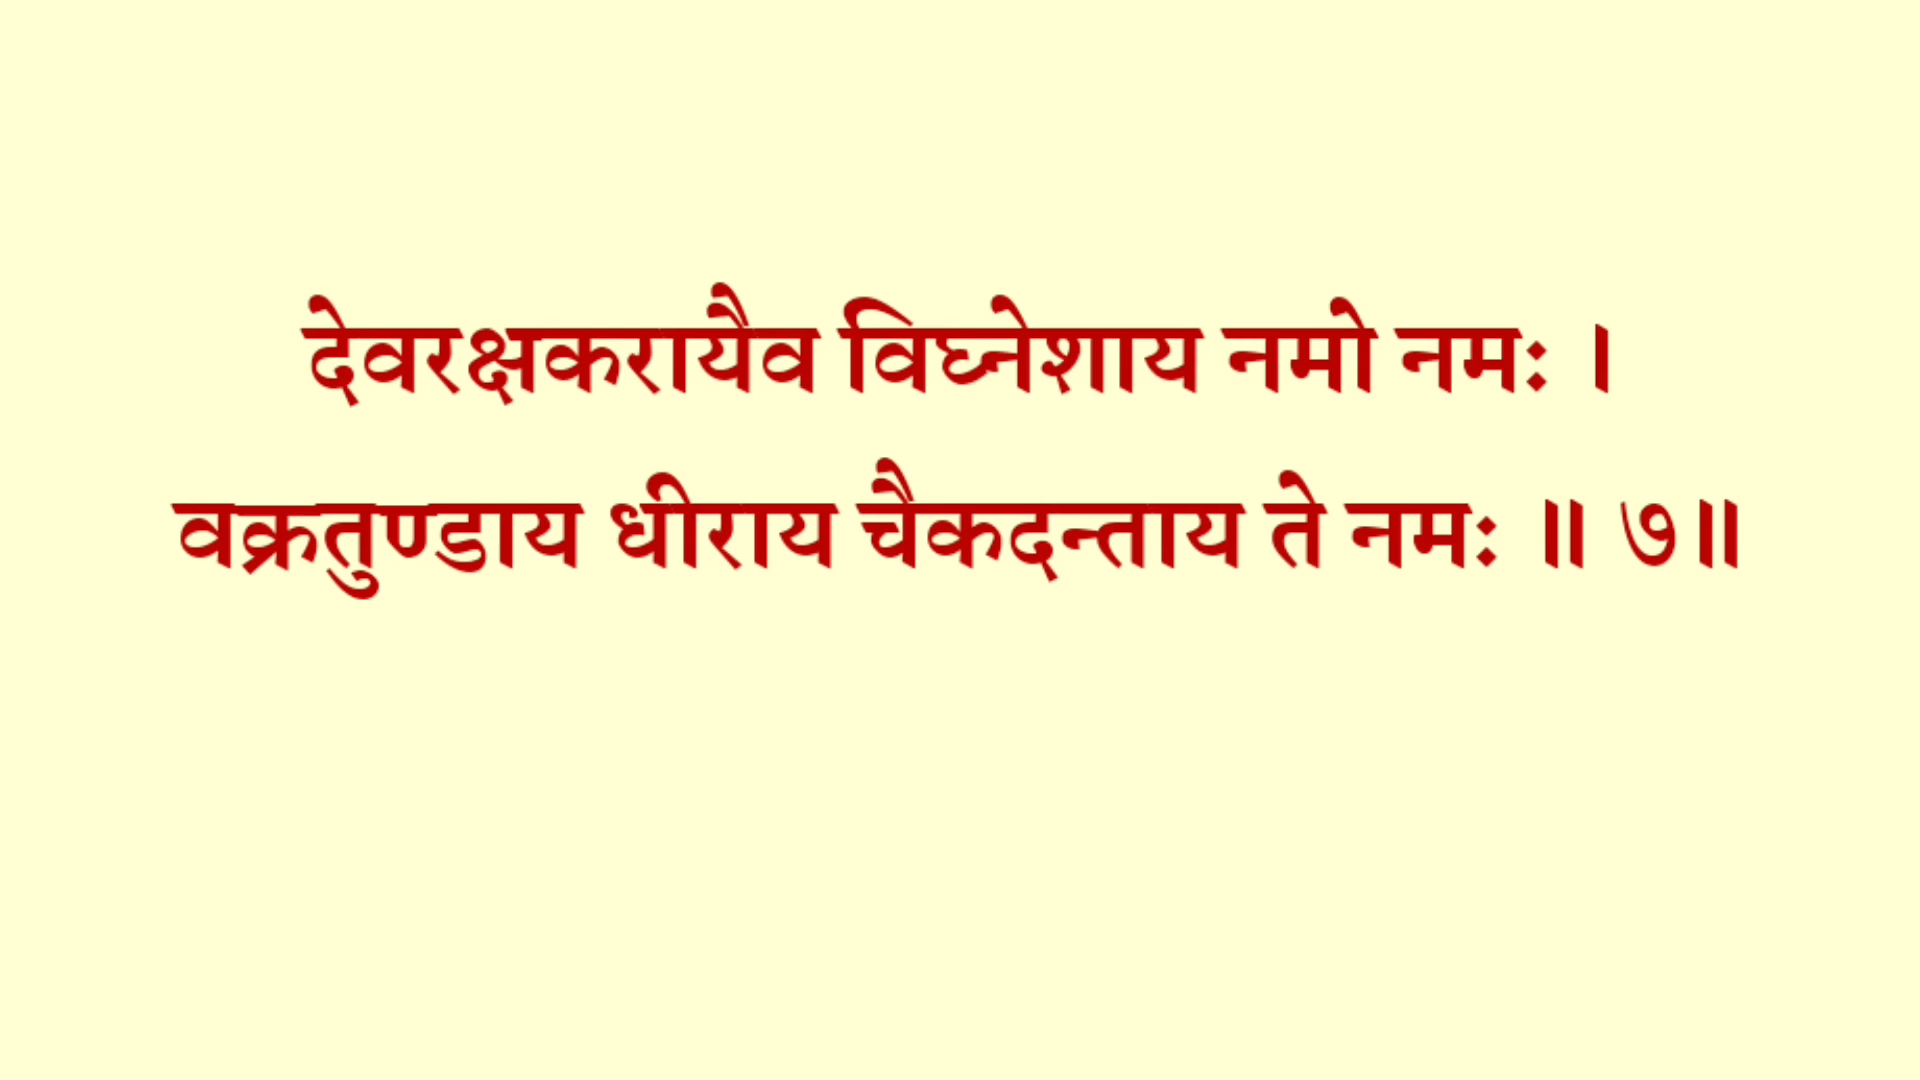 देवरक्षकरायैव विघ्नेशाय नमो नमः ।
वक्रतुण्डाय धीराय चैकदन्ताय ते नमः ॥ ७॥